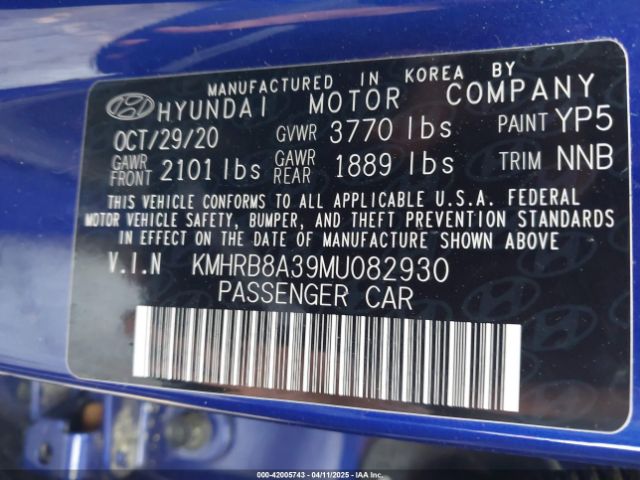 MANUFACTURED IN KOREA BY
HYUNDAI MOTOR COMPANY
OCT/29/20 GVWR 3770 lbs PAINT YP5
GAWR FRONT 2101 lbs GAWR REAR 1889 lbs TRIM NNB
THIS VEHICLE CONFORMS TO ALL APPLICABLE U.S.A. FEDERAL
MOTOR VEHICLE SAFETY, BUMPER, AND THEFT PREVENTION STANDARDS
IN EFFECT ON THE DATE OF MANUFACTURE SHOWN ABOVE
V.I.N KMHRB8A39MU082930
PASSENGER CAR
000-42005743 - 04/11/2025 - IAA Inc.